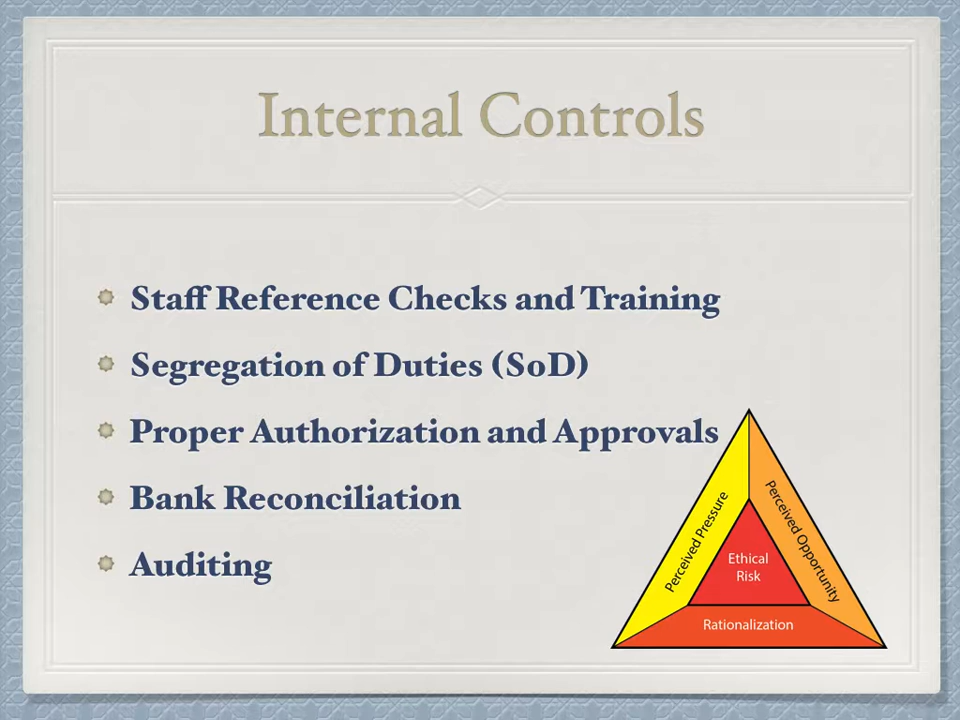 Internal Controls
Staff Reference Checks and Training
Segregation of Duties (SoD)
Proper Authorization and Approvals
Bank Reconciliation
Auditing
Perceived Pressure
Perceived Opportunity
Ethical
Risk
Rationalization